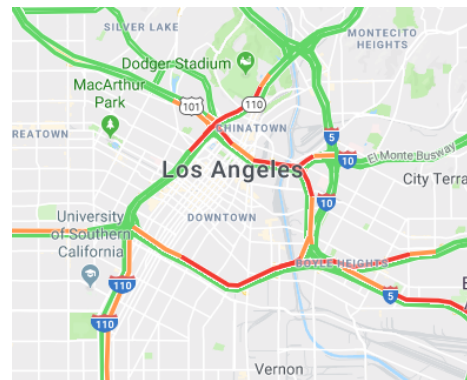 SILVER LAKE
MONTECITO
HEIGHTS
Dodger Stadium
MacArthur
Park
101
110
CHINATOWN
5
REATOWN
10
El Monte Busway
Los Angeles
City Terra
10
University
of Southern
California
DOWNTOWN
BOYLE HEIGHTS
110
5
E
110
Vernon